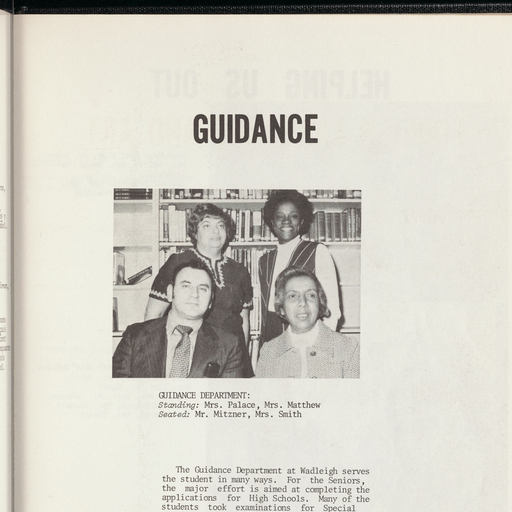 GUIDANCE
GUIDANCE DEPARTMENT:
Standing: Mrs. Palace, Mrs. Matthew
Seated: Mr. Mitzner, Mrs. Smith
The Guidance Department at Wadleigh serves
the student in many ways. For the Seniors,
the major effort is aimed at completing the
applications for High Schools. Many of the
students took examinations for Special